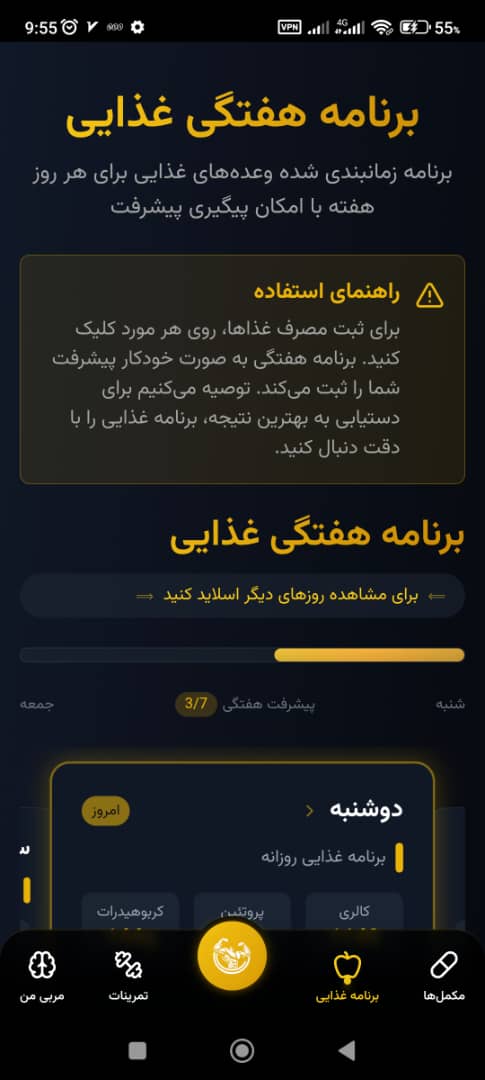 9:55
VPN
4G
55%
برنامه هفتگی غذایی
برنامه زمانبندی شده وعده‌های غذایی برای هر روز
هفته با امکان پیگیری پیشرفت
راهنمای استفاده
برای ثبت مصرف غذاها، روی هر مورد کلیک
کنید. برنامه هفتگی به صورت خودکار پیشرفت
شما را ثبت می‌کند. توصیه می‌کنیم برای
دستیابی به بهترین نتیجه، برنامه غذایی را با
دقت دنبال کنید.
برنامه هفتگی غذایی
⟸ برای مشاهده روزهای دیگر اسلاید کنید ⟹
شنبه
پیشرفت هفتگی 3/7
جمعه
دوشنبه
امروز
برنامه غذایی روزانه
کالری
پروتئین
کربوهیدرات
مکمل‌ها
برنامه غذایی
تمرینات
مربی من